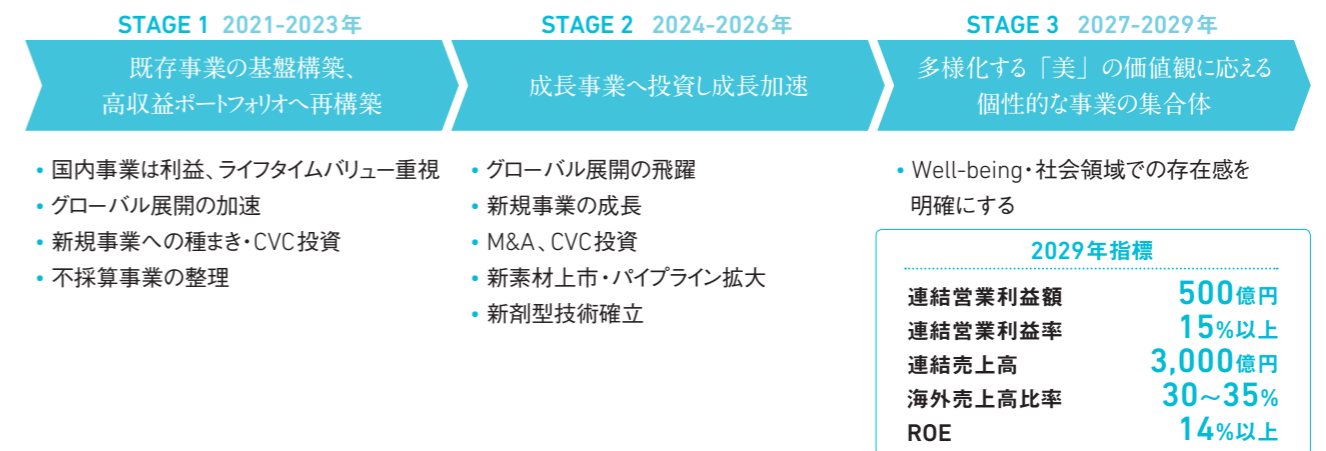 STAGE 1 2021-2023年
既存事業の基盤構築、
高収益ポートフォリオへ再構築
• 国内事業は利益、ライフタイムバリュー重視
• グローバル展開の加速
• 新規事業への種まき・CVC投資
• 不採算事業の整理
STAGE 2 2024-2026年
成長事業へ投資し成長加速
• グローバル展開の飛躍
• 新規事業の成長
• M&A、CVC投資
• 新素材上市・パイプライン拡大
• 新剤型技術確立
STAGE 3 2027-2029年
多様化する「美」の価値観に応える
個性的な事業の集合体
• Well-being・社会領域での存在感を
明確にする
2029年指標
連結営業利益額 500億円
連結営業利益率 15%以上
連結売上高 3,000億円
海外売上高比率 30~35%
ROE 14%以上